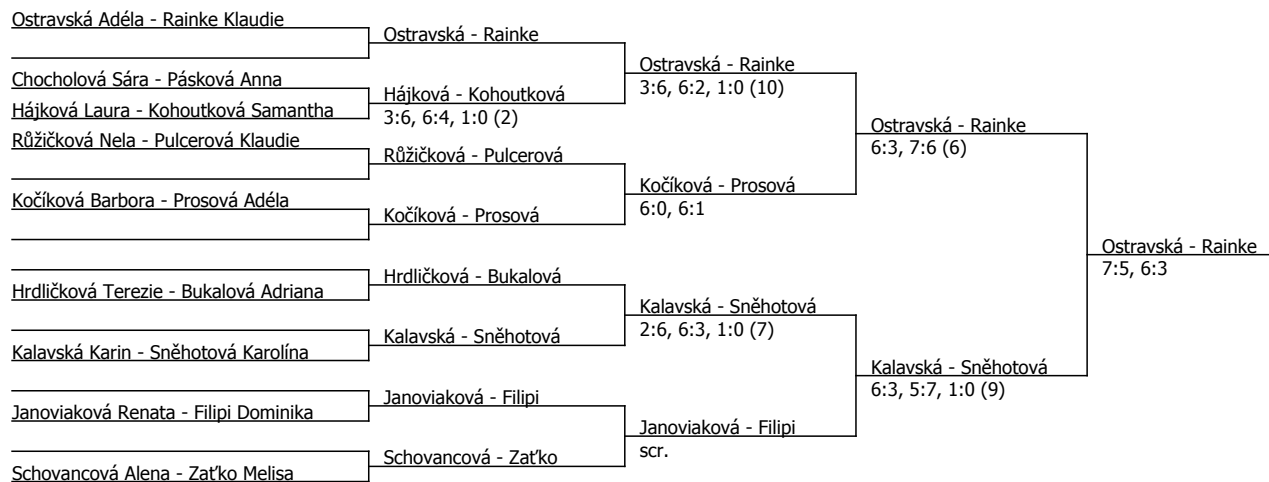 Ostravská Adéla - Rainke Klaudie
Chocholová Sára - Pásková Anna
Hájková Laura - Kohoutková Samantha
Růžičková Nela - Pulcerová Klaudie
Kočíková Barbora - Prosová Adéla
Hrdličková Terezie - Bukalová Adriana
Kalavská Karin - Sněhotová Karolína
Janoviaková Renata - Filipi Dominika
Schovancová Alena - Zaťko Melisa
Ostravská - Rainke
Hájková - Kohoutková
3:6, 6:4, 1:0 (2)
Růžičková - Pulcerová
Kočíková - Prosová
Hrdličková - Bukalová
Kalavská - Sněhotová
Janoviaková - Filipi
Schovancová - Zaťko
Ostravská - Rainke
3:6, 6:2, 1:0 (10)
Kočíková - Prosová
6:0, 6:1
Kalavská - Sněhotová
2:6, 6:3, 1:0 (7)
Janoviaková - Filipi
scr.
Ostravská - Rainke
6:3, 7:6 (6)
Kalavská - Sněhotová
6:3, 5:7, 1:0 (9)
Ostravská - Rainke
7:5, 6:3